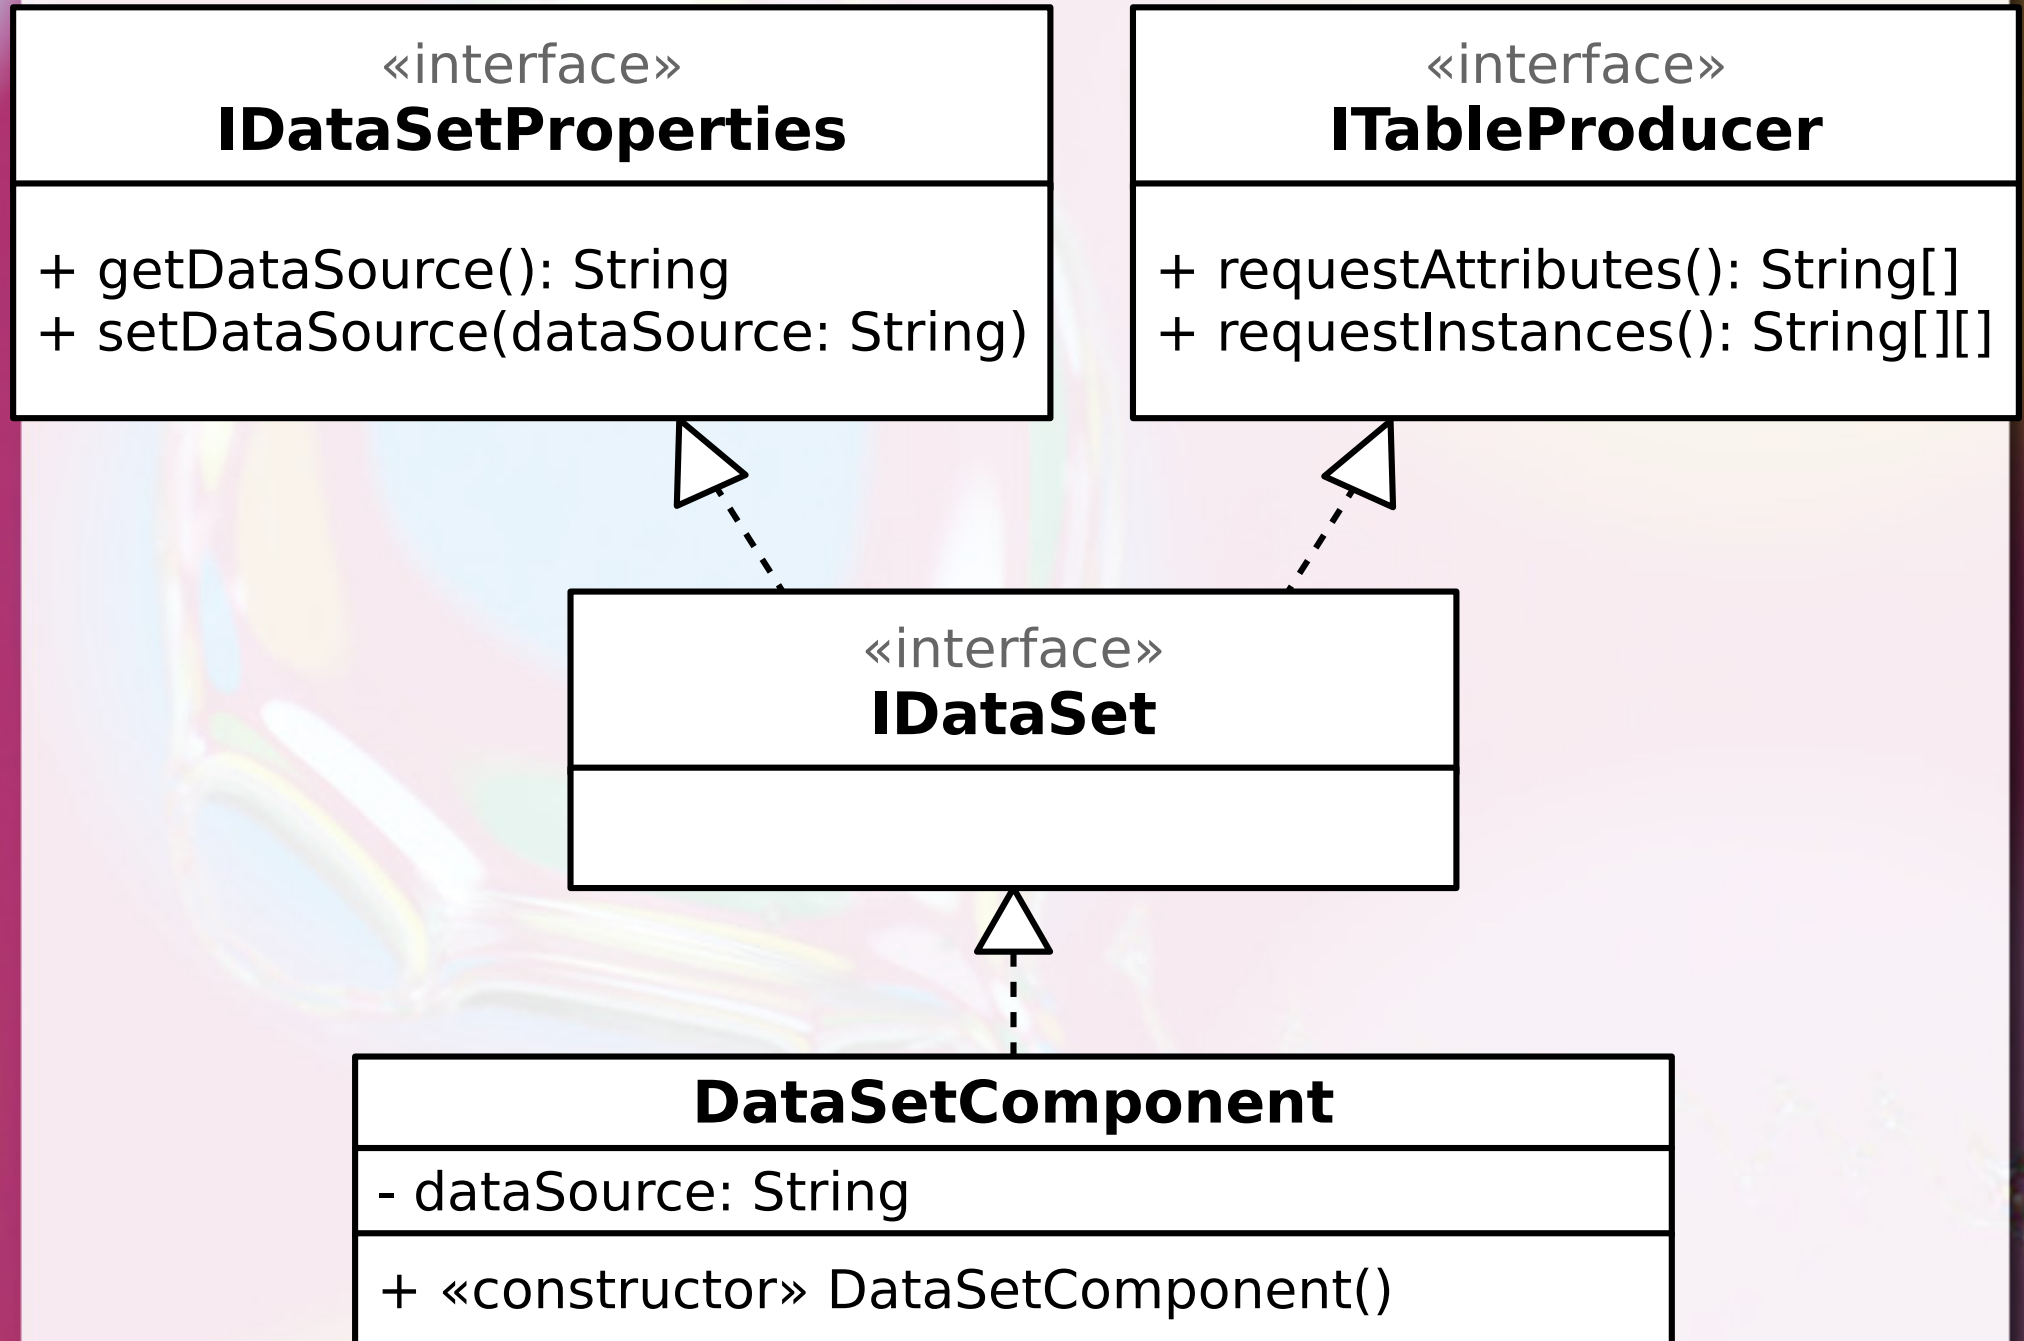 «interface»
IDataSetProperties
+ getDataSource(): String
+ setDataSource(dataSource: String)
«interface»
ITableProducer
+ requestAttributes(): String[]
+ requestInstances(): String[][]
«interface»
IDataSet
DataSetComponent
- dataSource: String
+ «constructor» DataSetComponent()